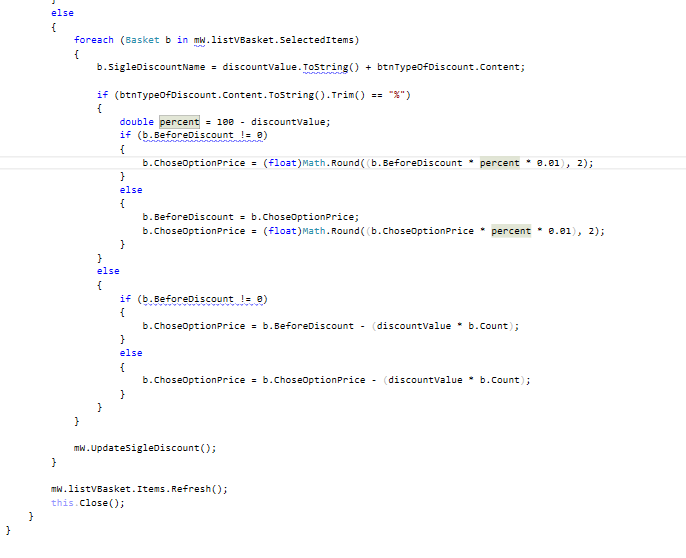 }
else
{
foreach (Basket b in mW.listVBasket.SelectedItems)
{
b.SigleDiscountName = discountValue.ToString() + btnTypeOfDiscount.Content;
if (btnTypeOfDiscount.Content.ToString().Trim() == "%")
{
double percent = 100 - discountValue;
if (b.BeforeDiscount != 0)
{
b.ChoseOptionPrice = (float)Math.Round((b.BeforeDiscount * percent * 0.01), 2);
}
else
{
b.BeforeDiscount = b.ChoseOptionPrice;
b.ChoseOptionPrice = (float)Math.Round((b.ChoseOptionPrice * percent * 0.01), 2);
}
}
else
{
if (b.BeforeDiscount != 0)
{
b.ChoseOptionPrice = b.BeforeDiscount - (discountValue * b.Count);
}
else
{
b.ChoseOptionPrice = b.ChoseOptionPrice - (discountValue * b.Count);
}
}
}
mW.UpdateSigleDiscount();
}
mW.listVBasket.Items.Refresh();
this.Close();
}
}